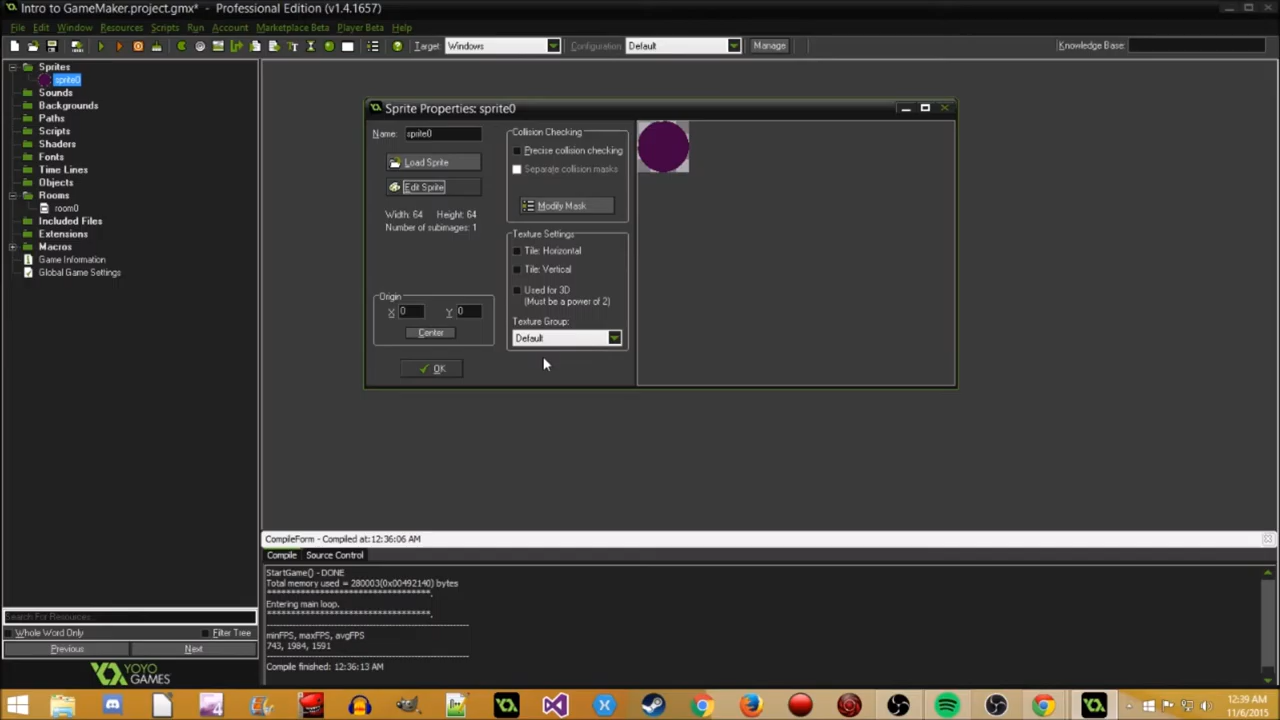 Intro to GameMaker.project.gmx* - Professional Edition (v1.4.1657)
File Edit Window Resources Scripts Run Account Marketplace Beta Player Beta Help
Target: Windows Configuration: Default Manage Knowledge Base:
Sprites
sprite0
Sounds
Backgrounds
Paths
Scripts
Shaders
Fonts
Time Lines
Objects
Rooms
room0
Included Files
Extensions
Macros
Game Information
Global Game Settings
Search For Resources...
Whole Word Only Filter Tree
Previous Next
YOYO
GAMES
Sprite Properties: sprite0
Name: sprite0
Load Sprite
Edit Sprite
Width: 64 Height: 64
Number of subimages: 1
Origin
X 0 Y 0
Center
OK
Collision Checking
Precise collision checking
Separate collision masks
Modify Mask
Texture Settings
Tile: Horizontal
Tile: Vertical
Used for 3D
(Must be a power of 2)
Texture Group:
Default
CompileForm - Compiled at:12:36:06 AM
Compile Source Control
StartGame() - DONE
Total memory used = 280003(0x00492140) bytes
**********************************.
Entering main loop.
**********************************.
minFPS, maxFPS, avgFPS
743, 1984, 1591
Compile finished: 12:36:13 AM
12:39 AM
11/6/2015